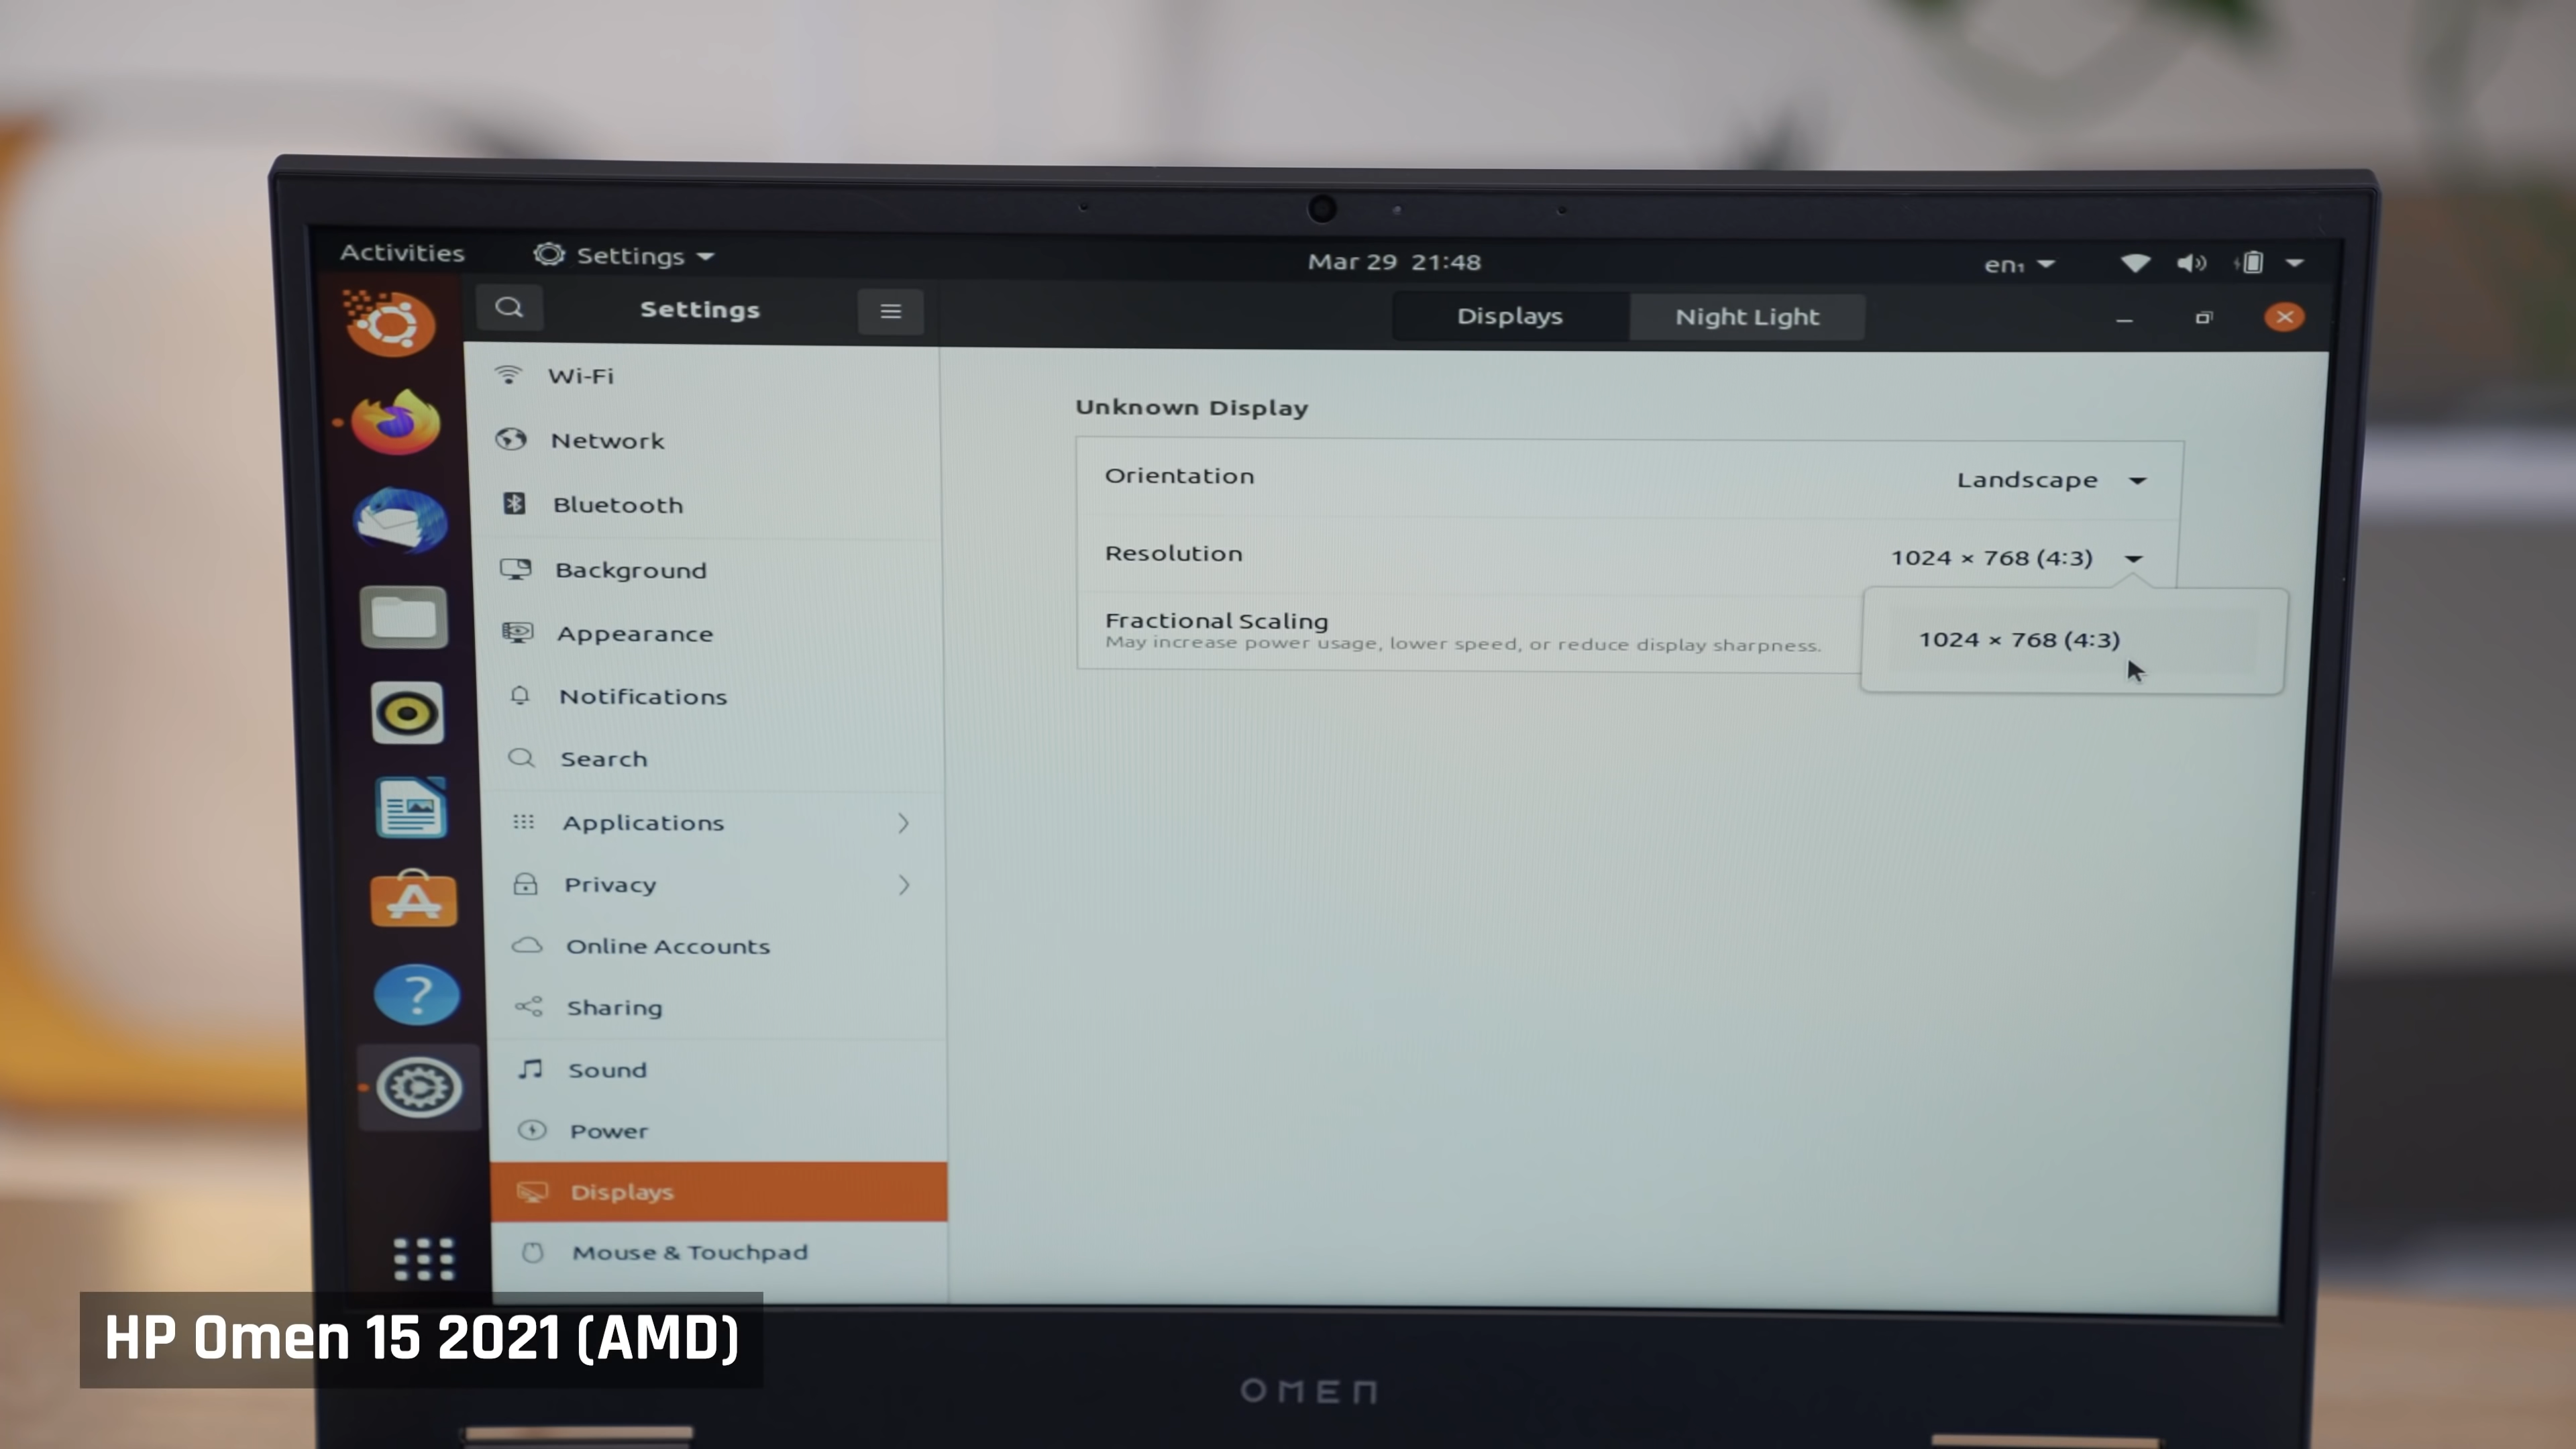 Activities
Settings
Mar 29 21:48
en₁
Settings
Displays
Night Light
Wi-Fi
Network
Bluetooth
Background
Appearance
Notifications
Search
Applications
Privacy
Online Accounts
Sharing
Sound
Power
Displays
Mouse & Touchpad
Unknown Display
Orientation
Landscape
Resolution
1024 × 768 (4:3)
Fractional Scaling
May increase power usage, lower speed, or reduce display sharpness.
1024 × 768 (4:3)
HP Omen 15 2021 (AMD)
OMEN